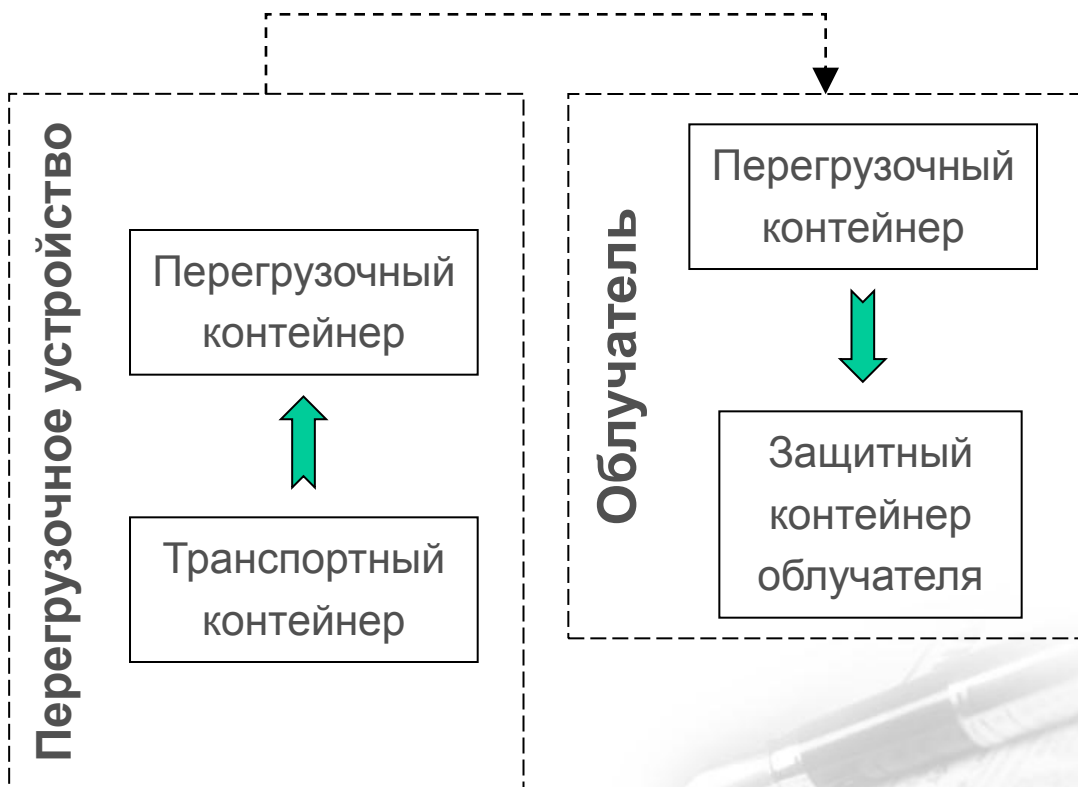 Перегрузочное устройство
Перегрузочный
контейнер
Транспортный
контейнер
Облучатель
Перегрузочный
контейнер
Защитный
контейнер
облучателя